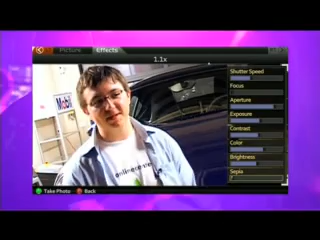 Picture Effects
1.1x
Shutter Speed
Focus
Aperture
Exposure
Contrast
Color
Brightness
Sepia
Mobil
Take Photo Back